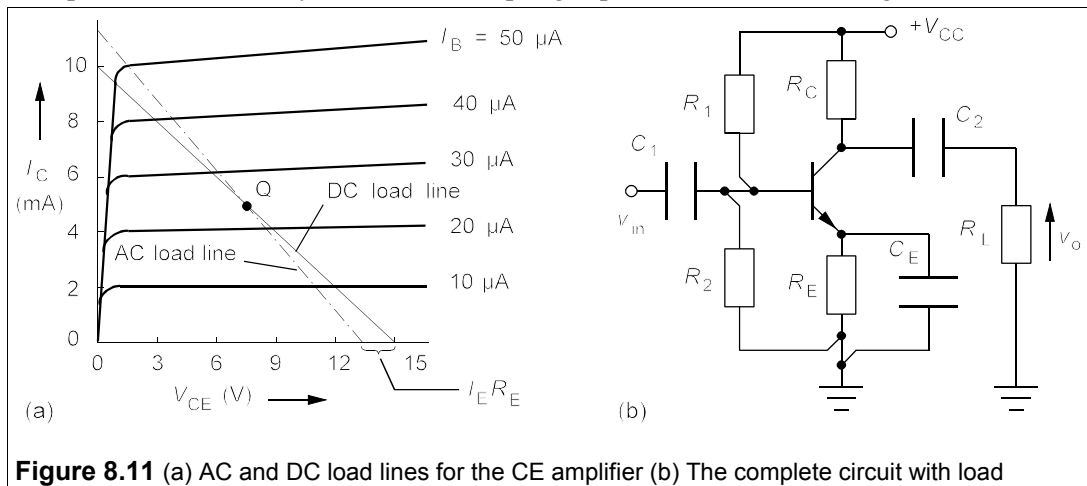 I_B = 50 µA
10
R_1
R_C
+V_CC
40 µA
C_2
8
C_1
I_C
(mA)
6
30 µA
Q
DC load line
4
20 µA
v_in
R_L
v_o
AC load line
R_2
R_E
C_E
2
10 µA
0
0 3 6 9 12 15
V_CE (V)
I_E R_E
(a)
(b)
Figure 8.11 (a) AC and DC load lines for the CE amplifier (b) The complete circuit with load